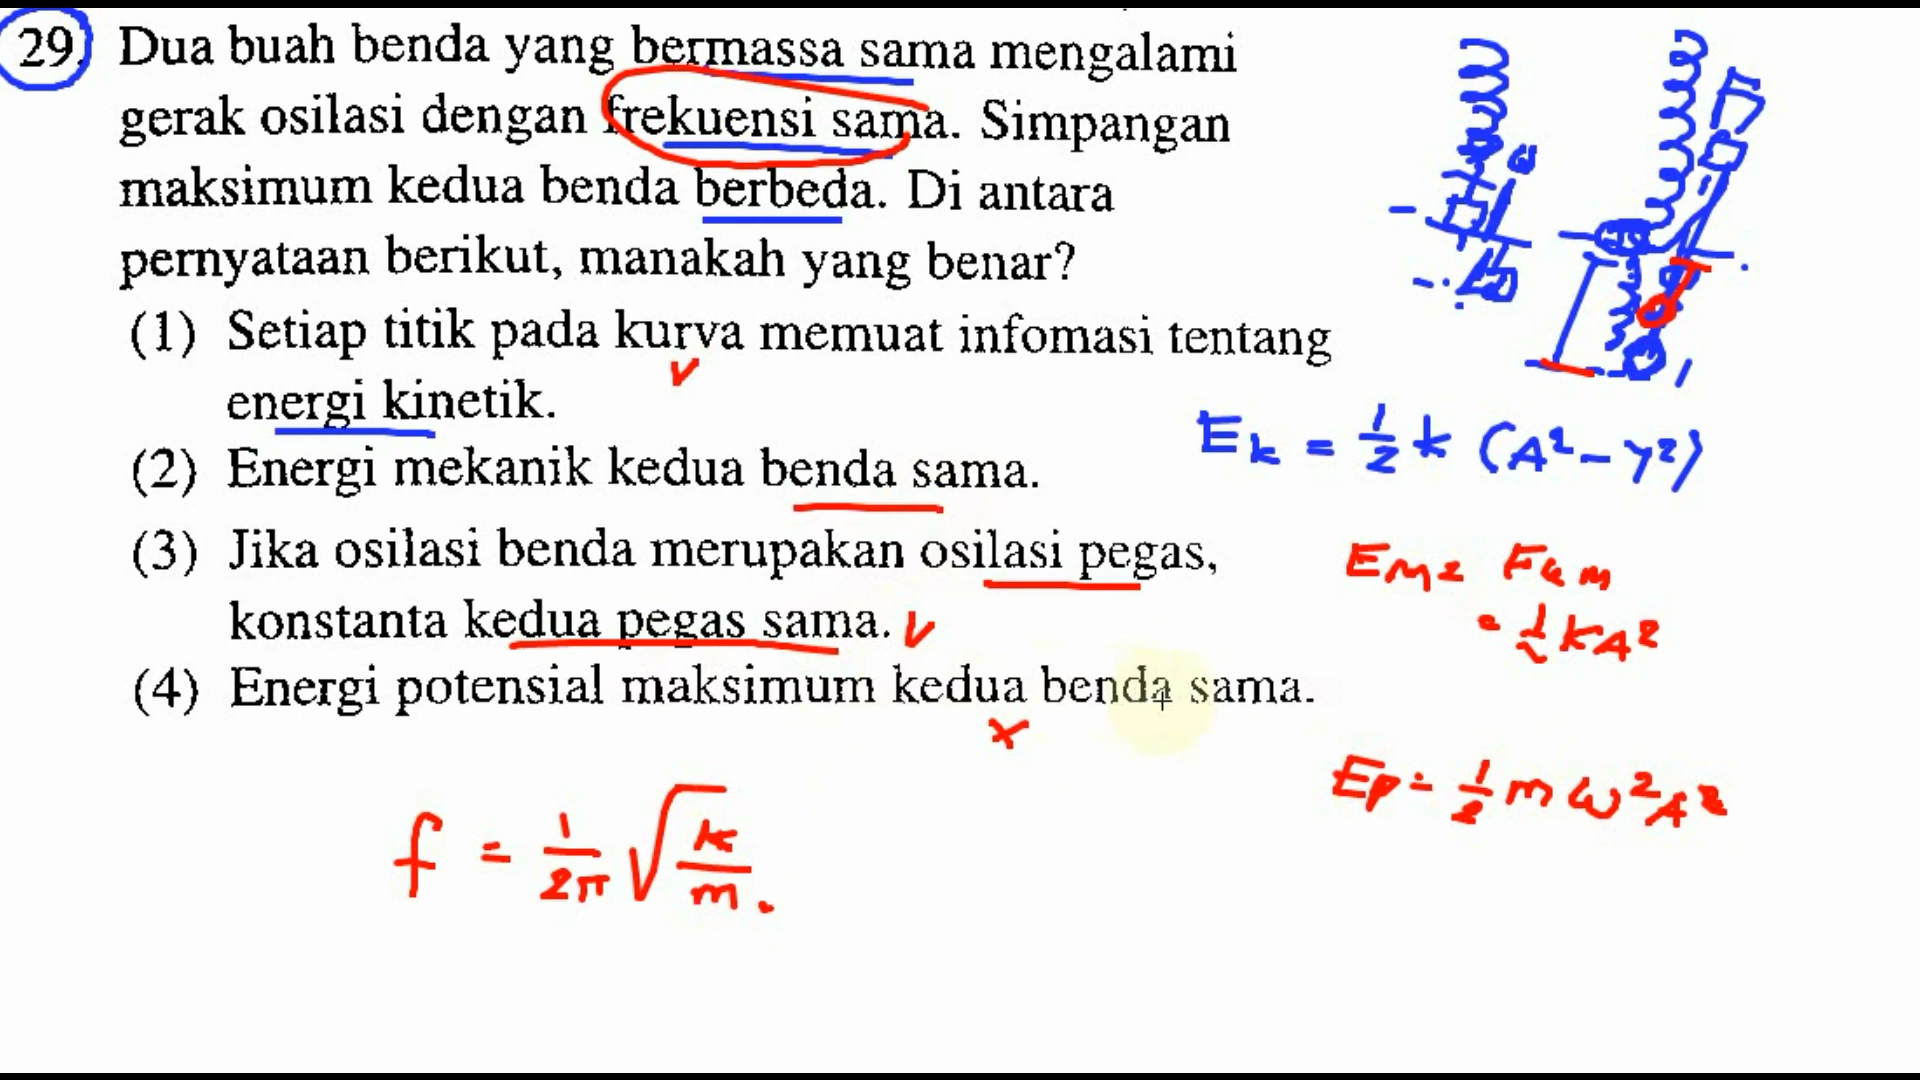 29. Dua buah benda yang bermassa sama mengalami
gerak osilasi dengan frekuensi sama. Simpangan
maksimum kedua benda berbeda. Di antara
pernyataan berikut, manakah yang benar?
(1) Setiap titik pada kurva memuat infomasi tentang
energi kinetik.
(2) Energi mekanik kedua benda sama.
(3) Jika osilasi benda merupakan osilasi pegas,
konstanta kedua pegas sama.
(4) Energi potensial maksimum kedua benda sama.
Ek = 1/2 k (A² - y²)
= 1/2 kA²
Ep = 1/2 m ω² A²
f = 1/2π √k/m.